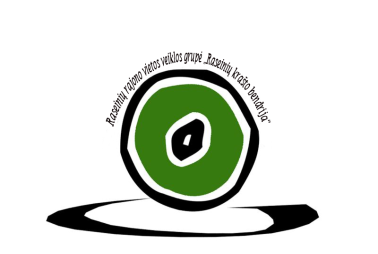 Raseinių rajono vietos veiklos grupė „Raseinių krašto bendrija"